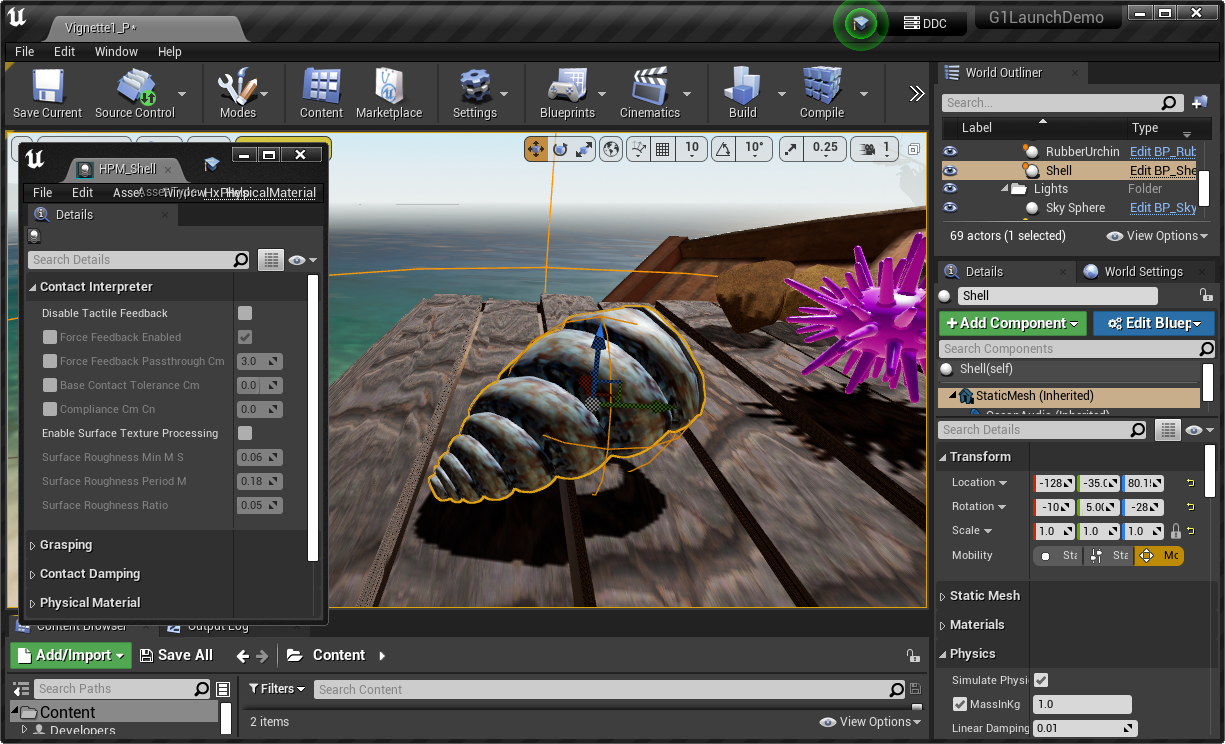 Vignette1_P*
DDC
G1LaunchDemo
File Edit Window Help
Save Current
Source Control
Modes
Content
Marketplace
Settings
Blueprints
Cinematics
Build
Compile
10
10°
0.25
1
HPM_Shell
File Edit Asset Window Help
HxPhysicalMaterial
Details
Search Details
Contact Interpreter
Disable Tactile Feedback
Force Feedback Enabled
Force Feedback Passthrough Cm 3.0
Base Contact Tolerance Cm 0.0
Compliance Cm Cn 0.0
Enable Surface Texture Processing
Surface Roughness Min M S 0.06
Surface Roughness Period M 0.18
Surface Roughness Ratio 0.05
Grasping
Contact Damping
Physical Material
Content Browser
Output Log
Add/Import
Save All
Content
Search Paths
Filters
Search Content
Content
Developers
2 items
View Options
World Outliner
Search...
Label Type
RubberUrchin Edit BP_Rub
Shell Edit BP_She
Lights Folder
Sky Sphere Edit BP_Sky
69 actors (1 selected)
View Options
Details
World Settings
Shell
+Add Component
Edit Bluep
Search Components
Shell(self)
StaticMesh (Inherited)
OceanAudio (Inherited)
Search Details
Transform
Location -128 -35.0 80.1
Rotation -10 5.00 -28
Scale 1.0 1.0 1.0
Mobility Sta Sta Mo
Static Mesh
Materials
Physics
Simulate Physi
MassInKg 1.0
Linear Damping 0.01